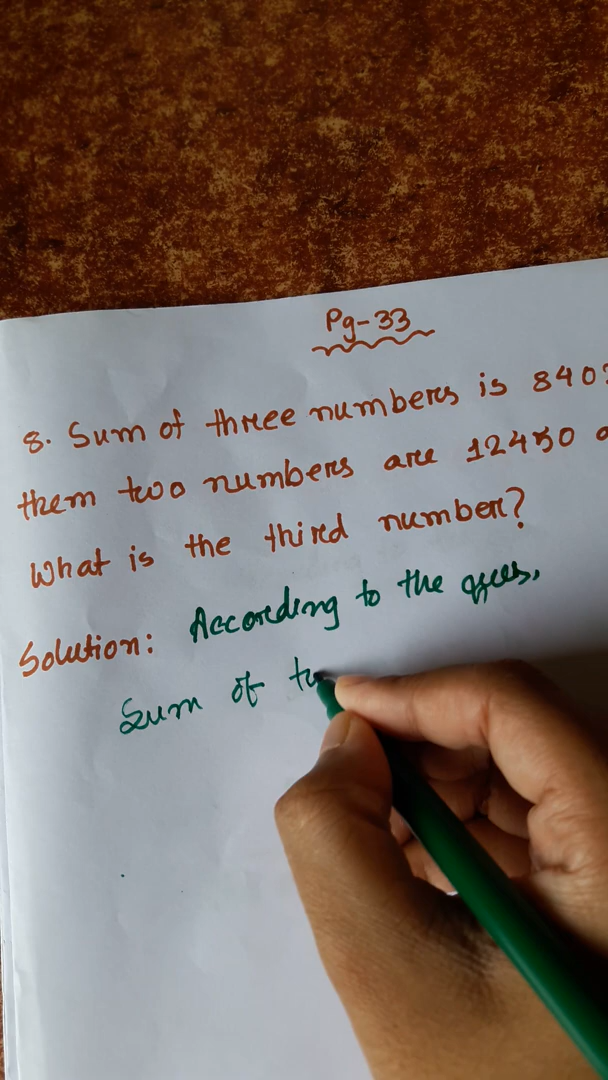 Pg-33
8. Sum of three numbers is 840
them two numbers are 12450
What is the third number?
Solution: According to the ques,
Sum of tw